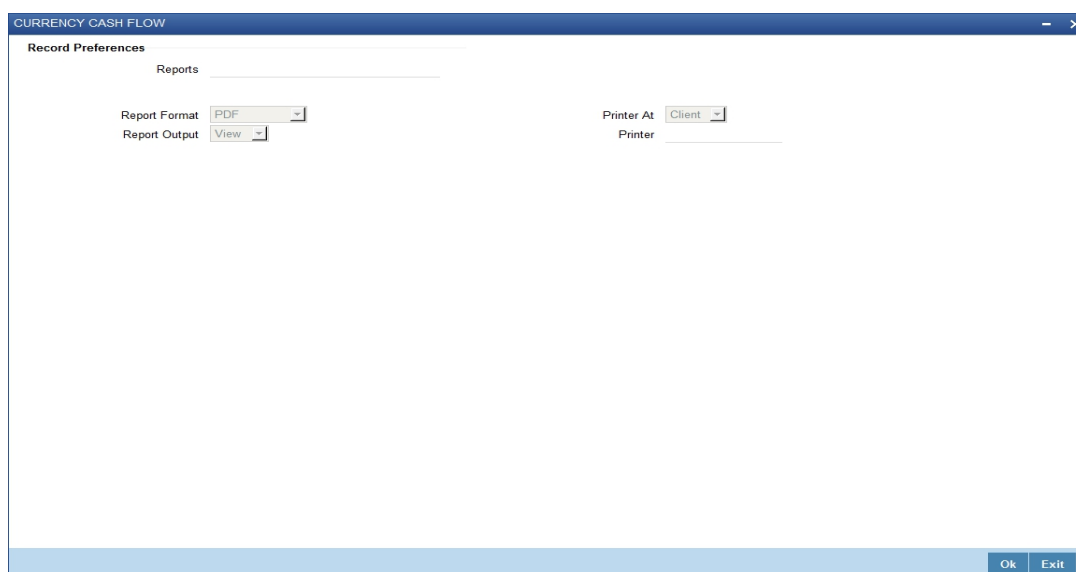 CURRENCY CASH FLOW
Record Preferences
Reports
Report Format PDF Printer At Client
Report Output View Printer
Ok Exit